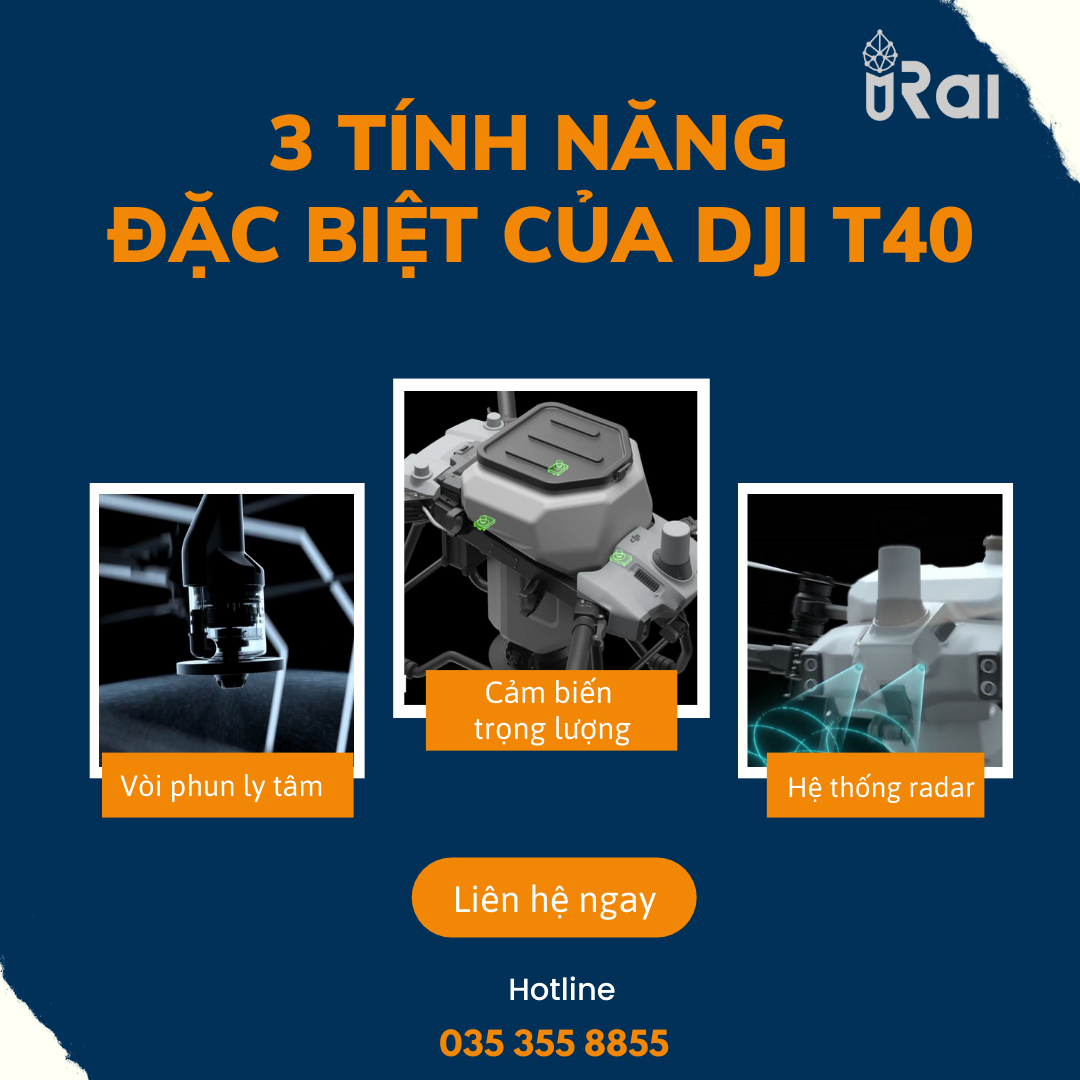 iRai
3 TÍNH NĂNG
ĐẶC BIỆT CỦA DJI T40
Cảm biến
trọng lượng
Vòi phun ly tâm
Hệ thống radar
Liên hệ ngay
Hotline
035 355 8855